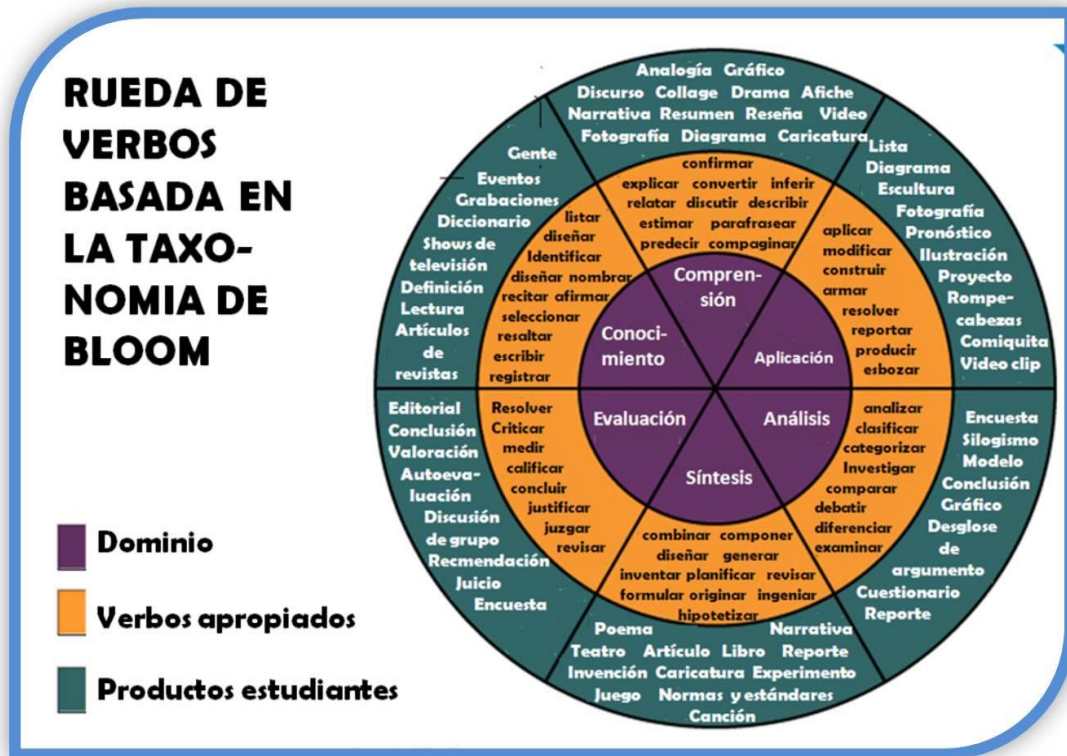 RUEDA DE
VERBOS
BASADA EN
LA TAXO-
NOMIA DE
BLOOM
Dominio
Verbos apropiados
Productos estudiantes
Analogía Gráfico
Discurso Collage Drama Afiche
Narrativa Resumen Reseña Video
Fotografía Diagrama Caricatura
confirmar
explicar convertir inferir
relatar discutir describir
estimar parafrasear
predecir compaginar
Compren-
sión
Lista
Diagrama
Escultura
Fotografía
Pronóstico
Ilustración
Proyecto
Rompe-
cabezas
Comiquita
Video clip
aplicar
modificar
construir
armar
resolver
reportar
producir
esbozar
Aplicación
Encuesta
Silogismo
Modelo
Conclusión
Gráfico
Desglose
de
argumento
Cuestionario
Reporte
analizar
clasificar
categorizar
Investigar
comparar
debatir
diferenciar
examinar
Análisis
Síntesis
combinar componer
diseñar generar
inventar planificar revisar
formular originar ingeniar
hipotetizar
Poema Narrativa
Teatro Artículo Libro Reporte
Invención Caricatura Experimento
Juego Normas y estándares
Canción
Evaluación
Resolver
Criticar
medir
calificar
concluir
justificar
juzgar
revisar
Editorial
Conclusión
Valoración
Autoeva-
luación
Discusión
de grupo
Recmendación
Juicio
Encuesta
Conoci-
miento
listar
diseñar
Identificar
diseñar nombrar
recitar afirmar
seleccionar
resaltar
escribir
registrar
Gente
Eventos
Grabaciones
Diccionario
Shows de
televisión
Definición
Lectura
Artículos
de
revistas